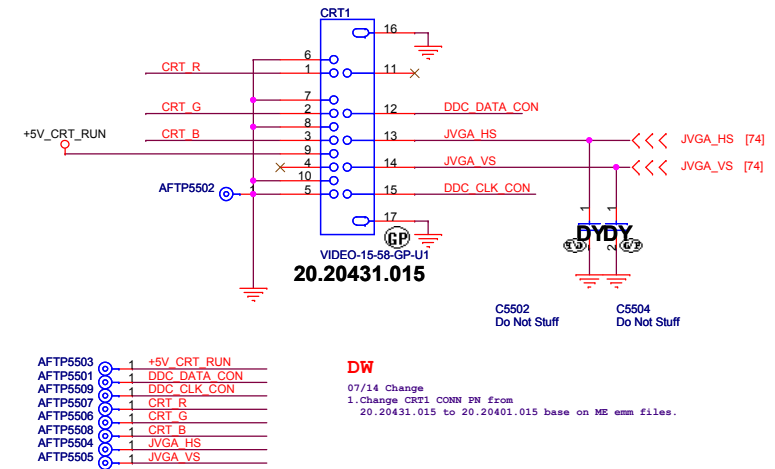 CRT1
16
6
CRT_R 1 11
7
CRT_G 2 12 DDC_DATA_CON
8
+5V_CRT_RUN CRT_B 3 13 JVGA_HS JVGA_HS [74]
9
4 14 JVGA_VS JVGA_VS [74]
10
AFTP5502 1 5 15 DDC_CLK_CON
17
GP
VIDEO-15-58-GP-U1
20.20431.015
1 1
DY DY
2
C5502
Do Not Stuff
C5504
Do Not Stuff
AFTP5503 1 +5V_CRT_RUN
AFTP5501 1 DDC_DATA_CON
AFTP5509 1 DDC_CLK_CON
AFTP5507 1 CRT_R
AFTP5506 1 CRT_G
AFTP5508 1 CRT_B
AFTP5504 1 JVGA_HS
AFTP5505 1 JVGA_VS
DW
07/14 Change
1.Change CRT1 CONN PN from
20.20431.015 to 20.20401.015 base on ME emm files.